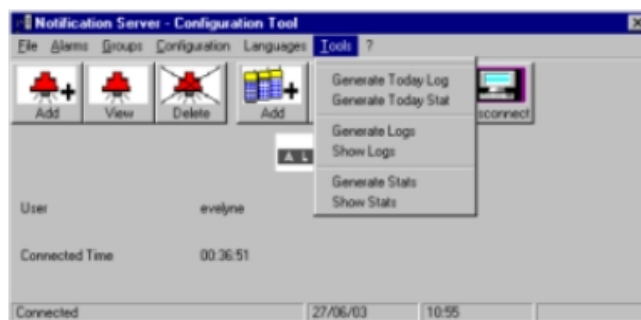 Notification Server - Configuration Tool
File Alarms Groups Configuration Languages Tools ?
Add View Delete Add
Generate Today Log
Generate Today Stat
Generate Logs
Show Logs
Generate Stats
Show Stats
sconnect
A L
User evelyne
Connected Time 00:36:51
Connected 27/06/03 10:55